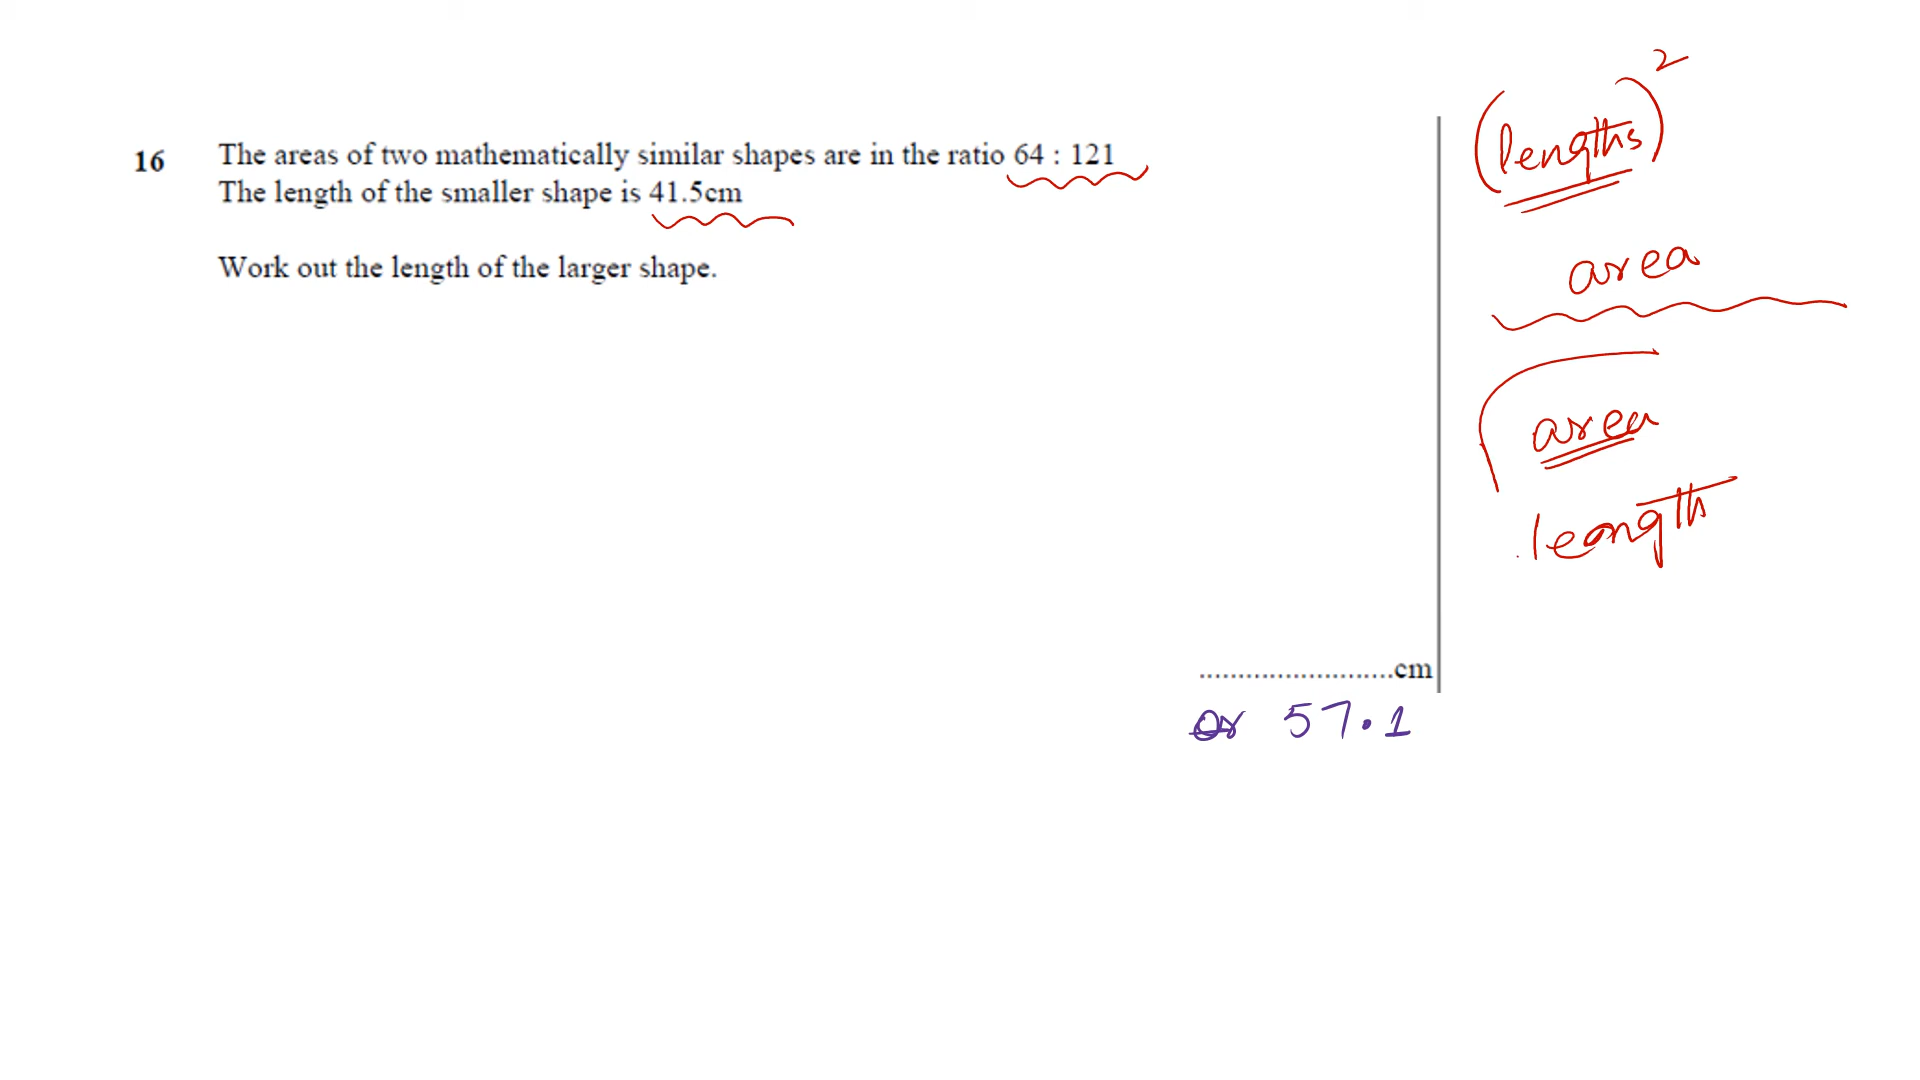 16 The areas of two mathematically similar shapes are in the ratio 64 : 121
The length of the smaller shape is 41.5cm
Work out the length of the larger shape.
..........................cm
or 57.1
(lengths)²
area
area
length